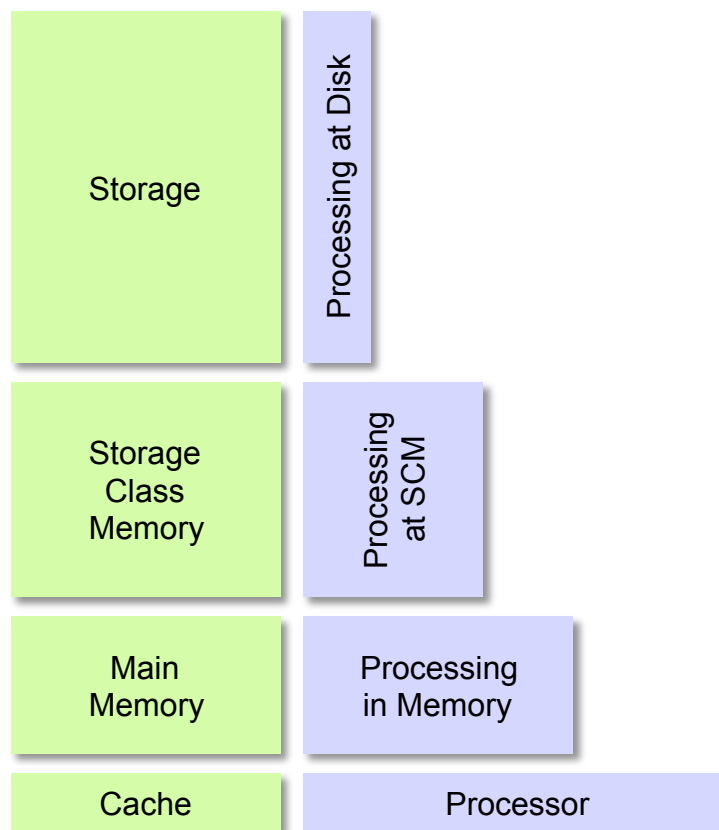 Storage
Processing at Disk
Storage
Class
Memory
Processing
at SCM
Main
Memory
Processing
in Memory
Cache
Processor